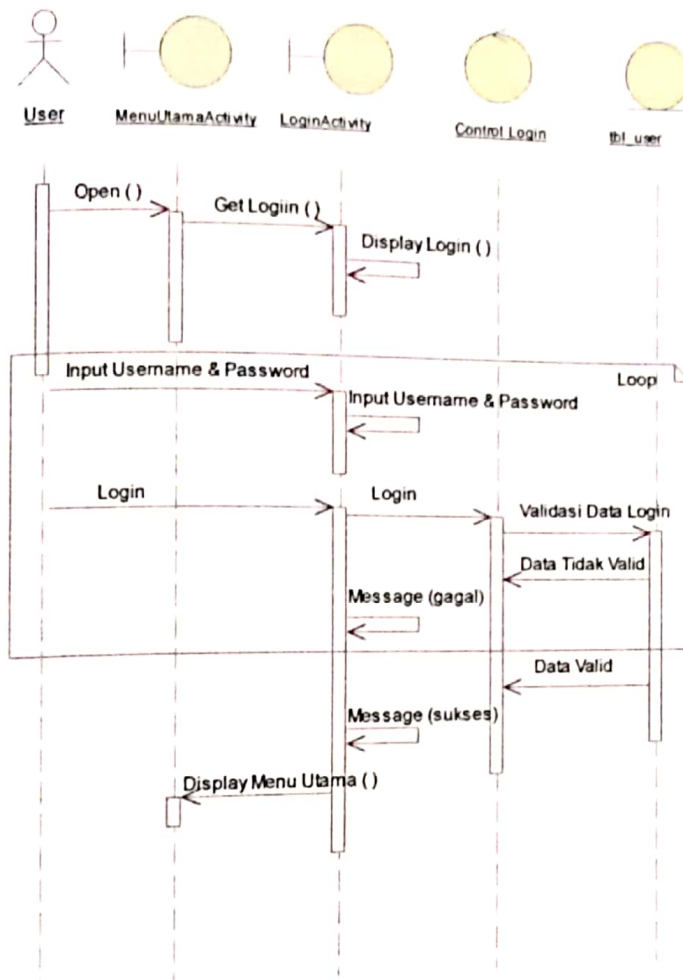 User
MenuUtamaActivity
LoginActivity
Control Login
tbl_user
Open ( )
Get Logiin ( )
Display Login ( )
Loop
Input Username & Password
Input Username & Password
Login
Login
Validasi Data Login
Data Tidak Valid
Message (gagal)
Data Valid
Message (sukses)
Display Menu Utama ( )